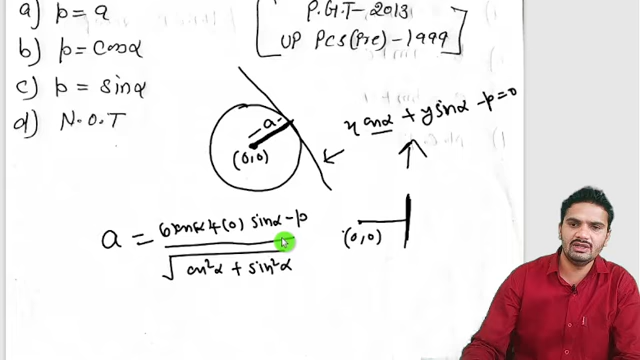 a) p = a
b) p = cosα
c) p = sinα
d) N.O.T
P.G.T - 2013
UP PCS(Pre) - 1999
a
(0,0)
x cosα + y sinα - p = 0
a = (0) cosα + (0) sinα - p
√cos²α + sin²α
(0,0)